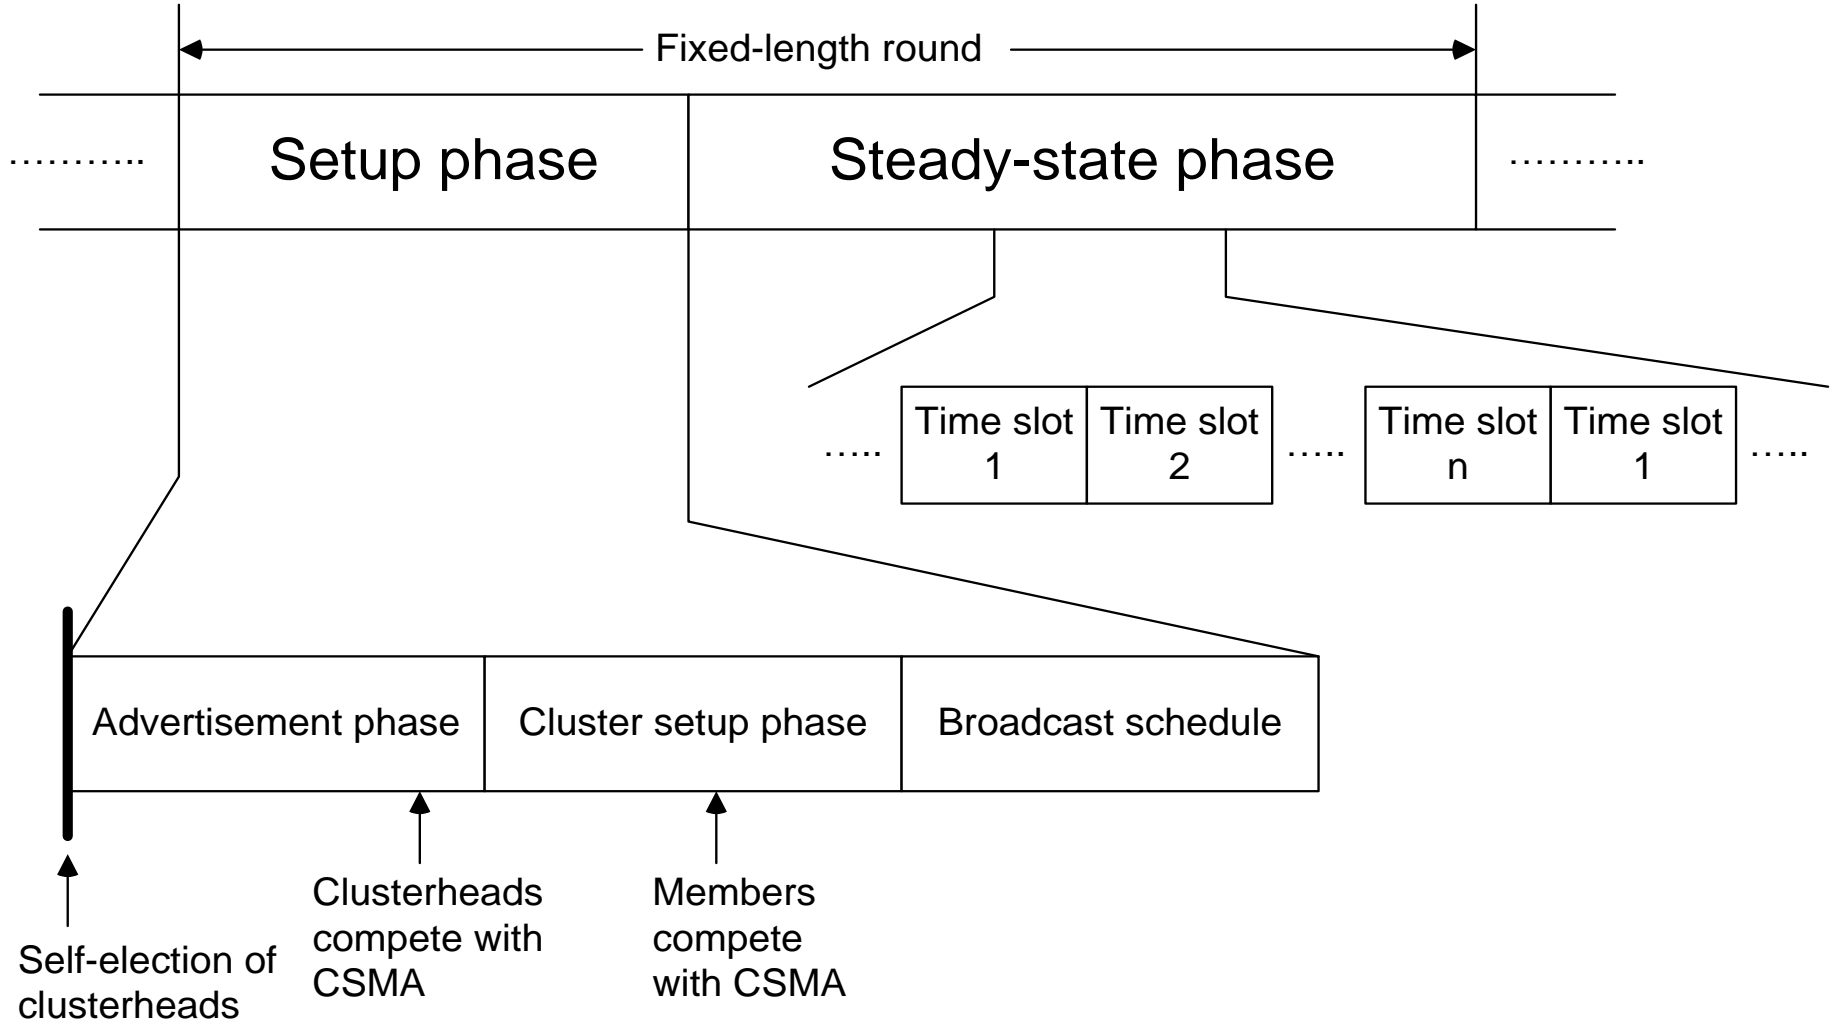 Fixed-length round
……….. Setup phase Steady-state phase ………..
….. Time slot 1 Time slot 2 ….. Time slot n Time slot 1 …..
Advertisement phase Cluster setup phase Broadcast schedule
Self-election of
clusterheads
Clusterheads
compete with
CSMA
Members
compete
with CSMA